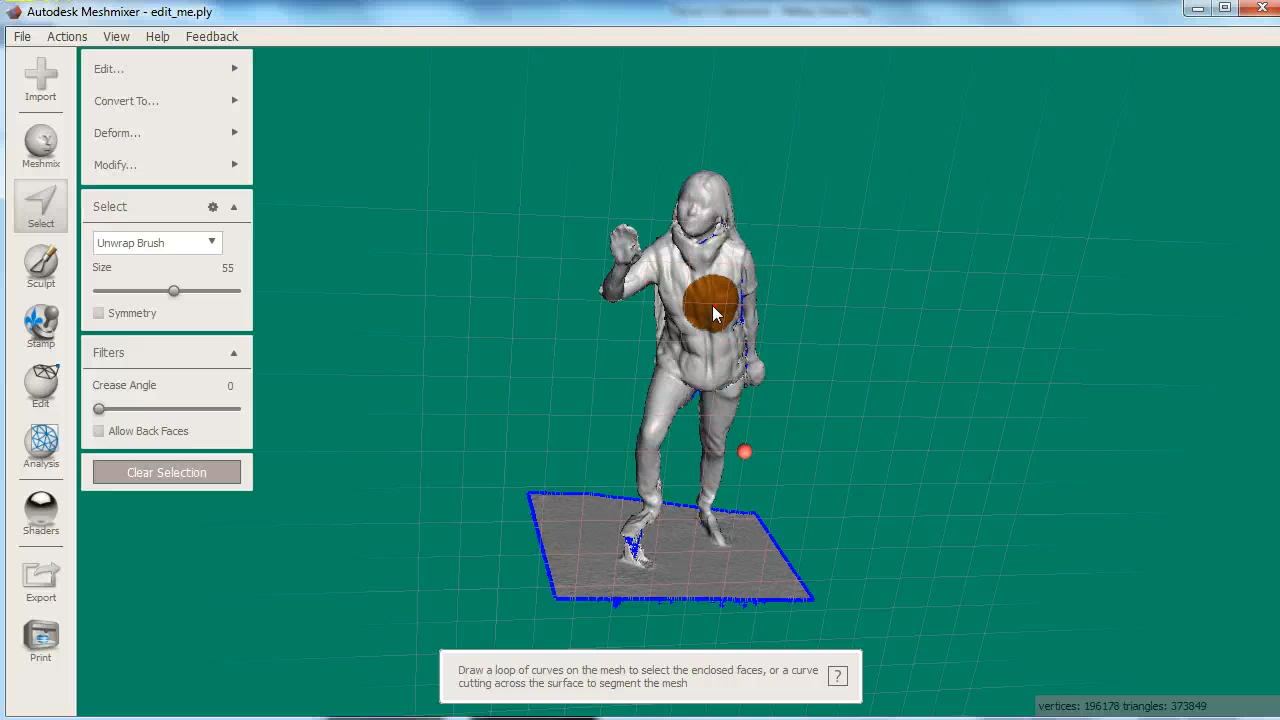 Autodesk Meshmixer - edit_me.ply
File Actions View Help Feedback
Import
Meshmix
Select
Sculpt
Stamp
Edit
Analysis
Shaders
Export
Print
Edit...
Convert To...
Deform...
Modify...
Select
Unwrap Brush
Size 55
Symmetry
Filters
Crease Angle 0
Allow Back Faces
Clear Selection
Draw a loop of curves on the mesh to select the enclosed faces, or a curve
cutting across the surface to segment the mesh
?
vertices: 196178 triangles: 373849